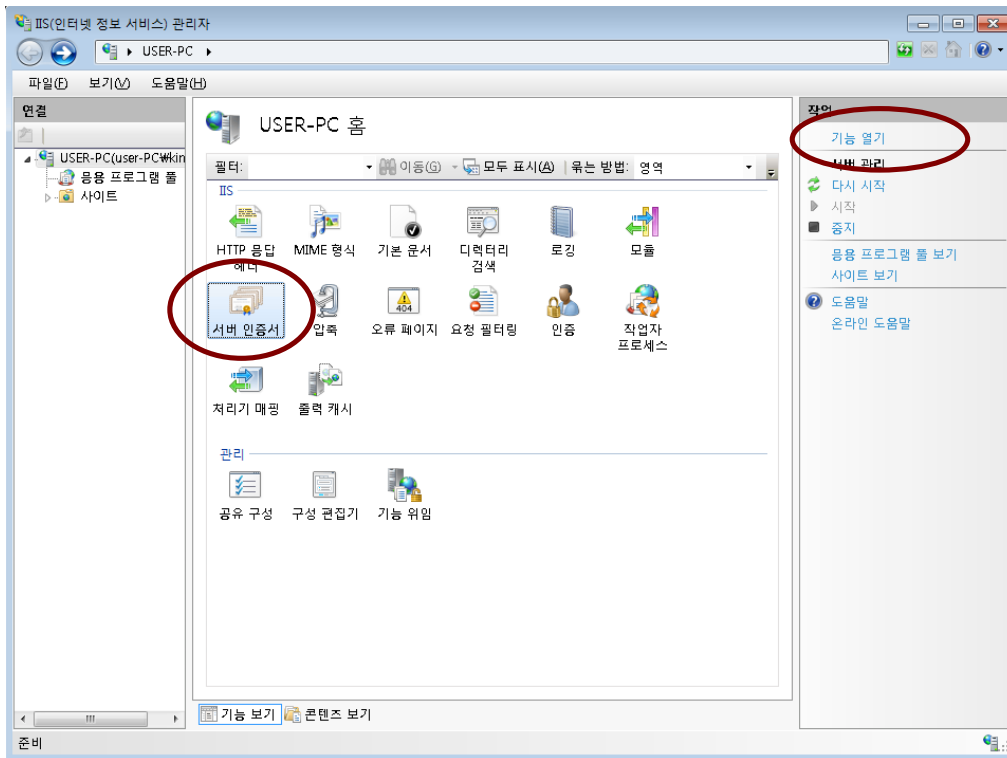 IIS(인터넷 정보 서비스) 관리자
USER-PC
파일(F) 보기(V) 도움말(H)
연결
USER-PC(user-PC₩kin
응용 프로그램 풀
사이트
USER-PC 홈
필터: 이동(G) 모두 표시(A) 묶는 방법: 영역
IIS
HTTP 응답 헤더
MIME 형식
기본 문서
디렉터리 검색
로깅
모듈
서버 인증서
압축
404
오류 페이지
요청 필터링
인증
작업자 프로세스
처리기 매핑
출력 캐시
관리
공유 구성
구성 편집기
기능 위임
기능 보기 콘텐츠 보기
작업
기능 열기
서버 관리
다시 시작
시작
중지
응용 프로그램 풀 보기
사이트 보기
도움말
온라인 도움말
준비